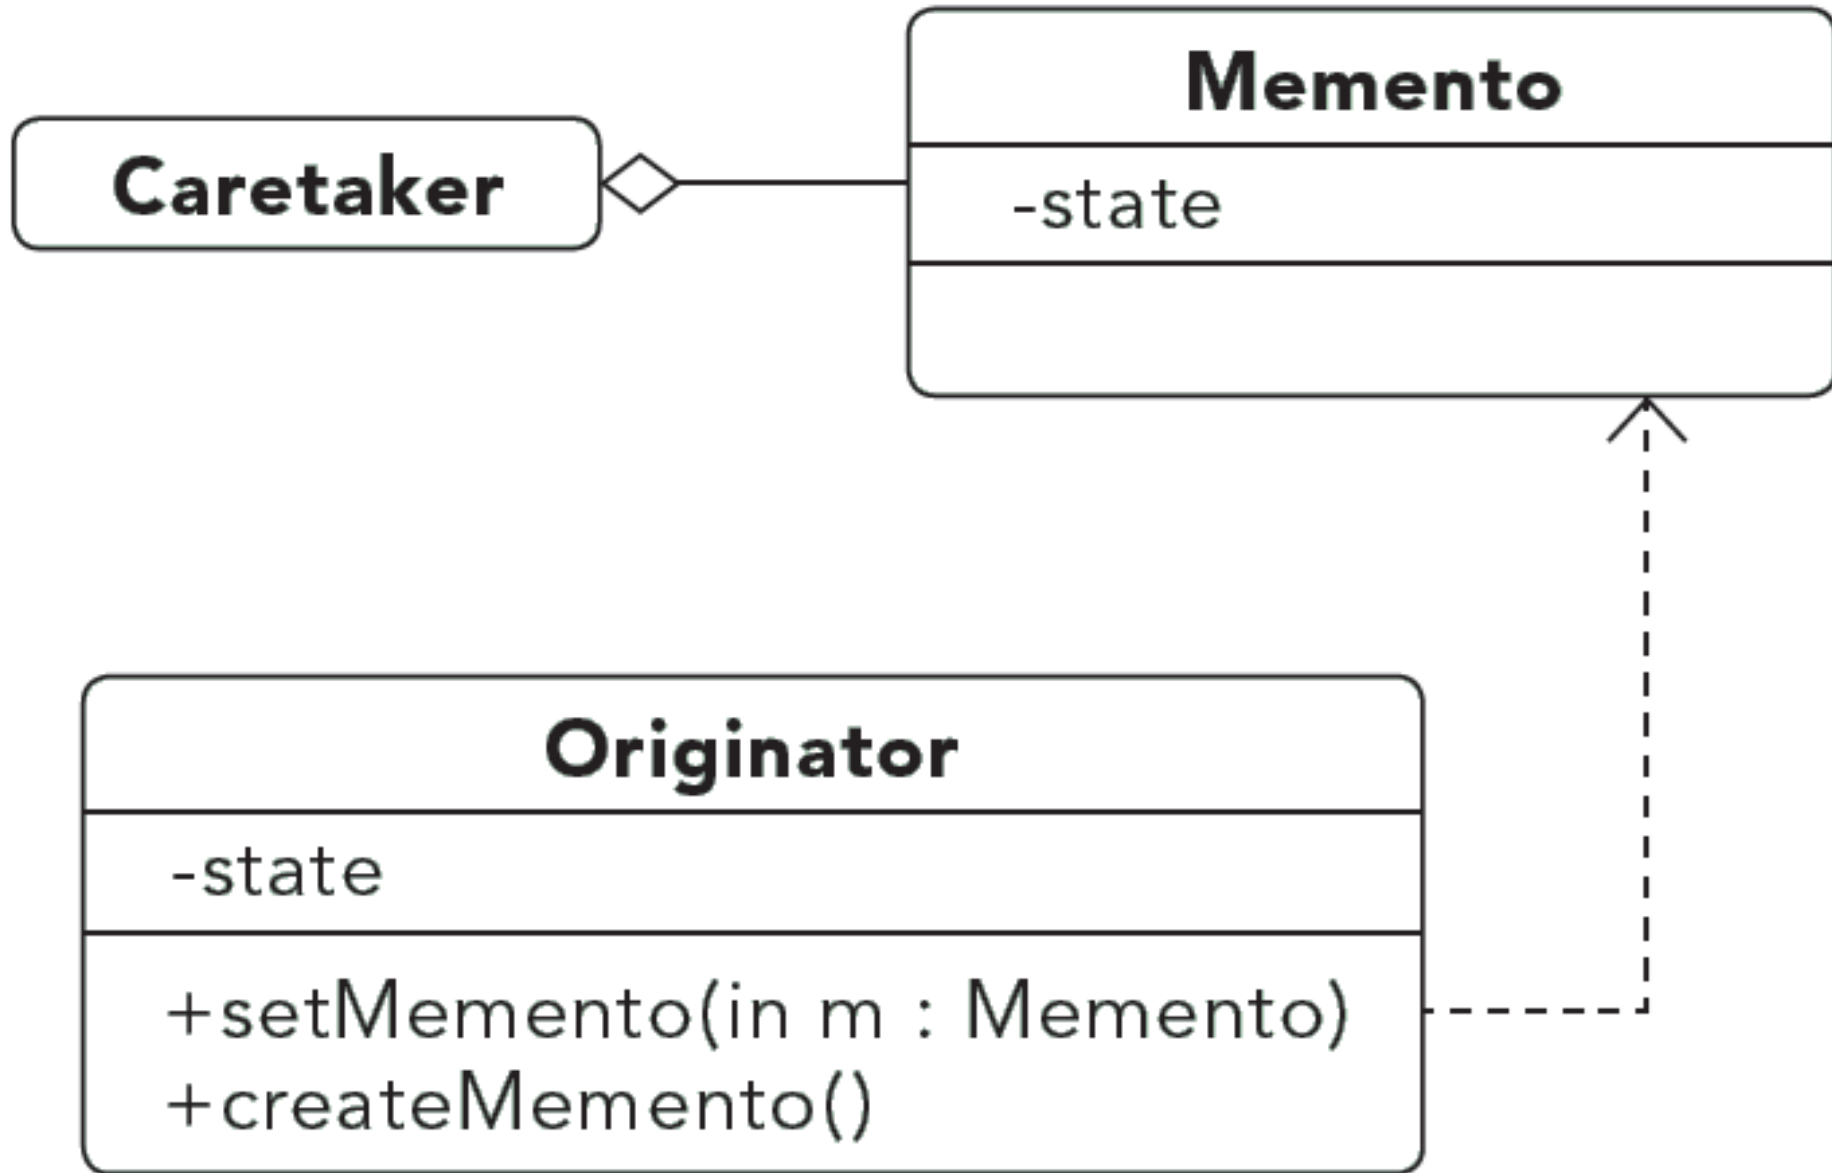 Memento
Caretaker
-state
Originator
-state
+setMemento(in m : Memento)
+createMemento()